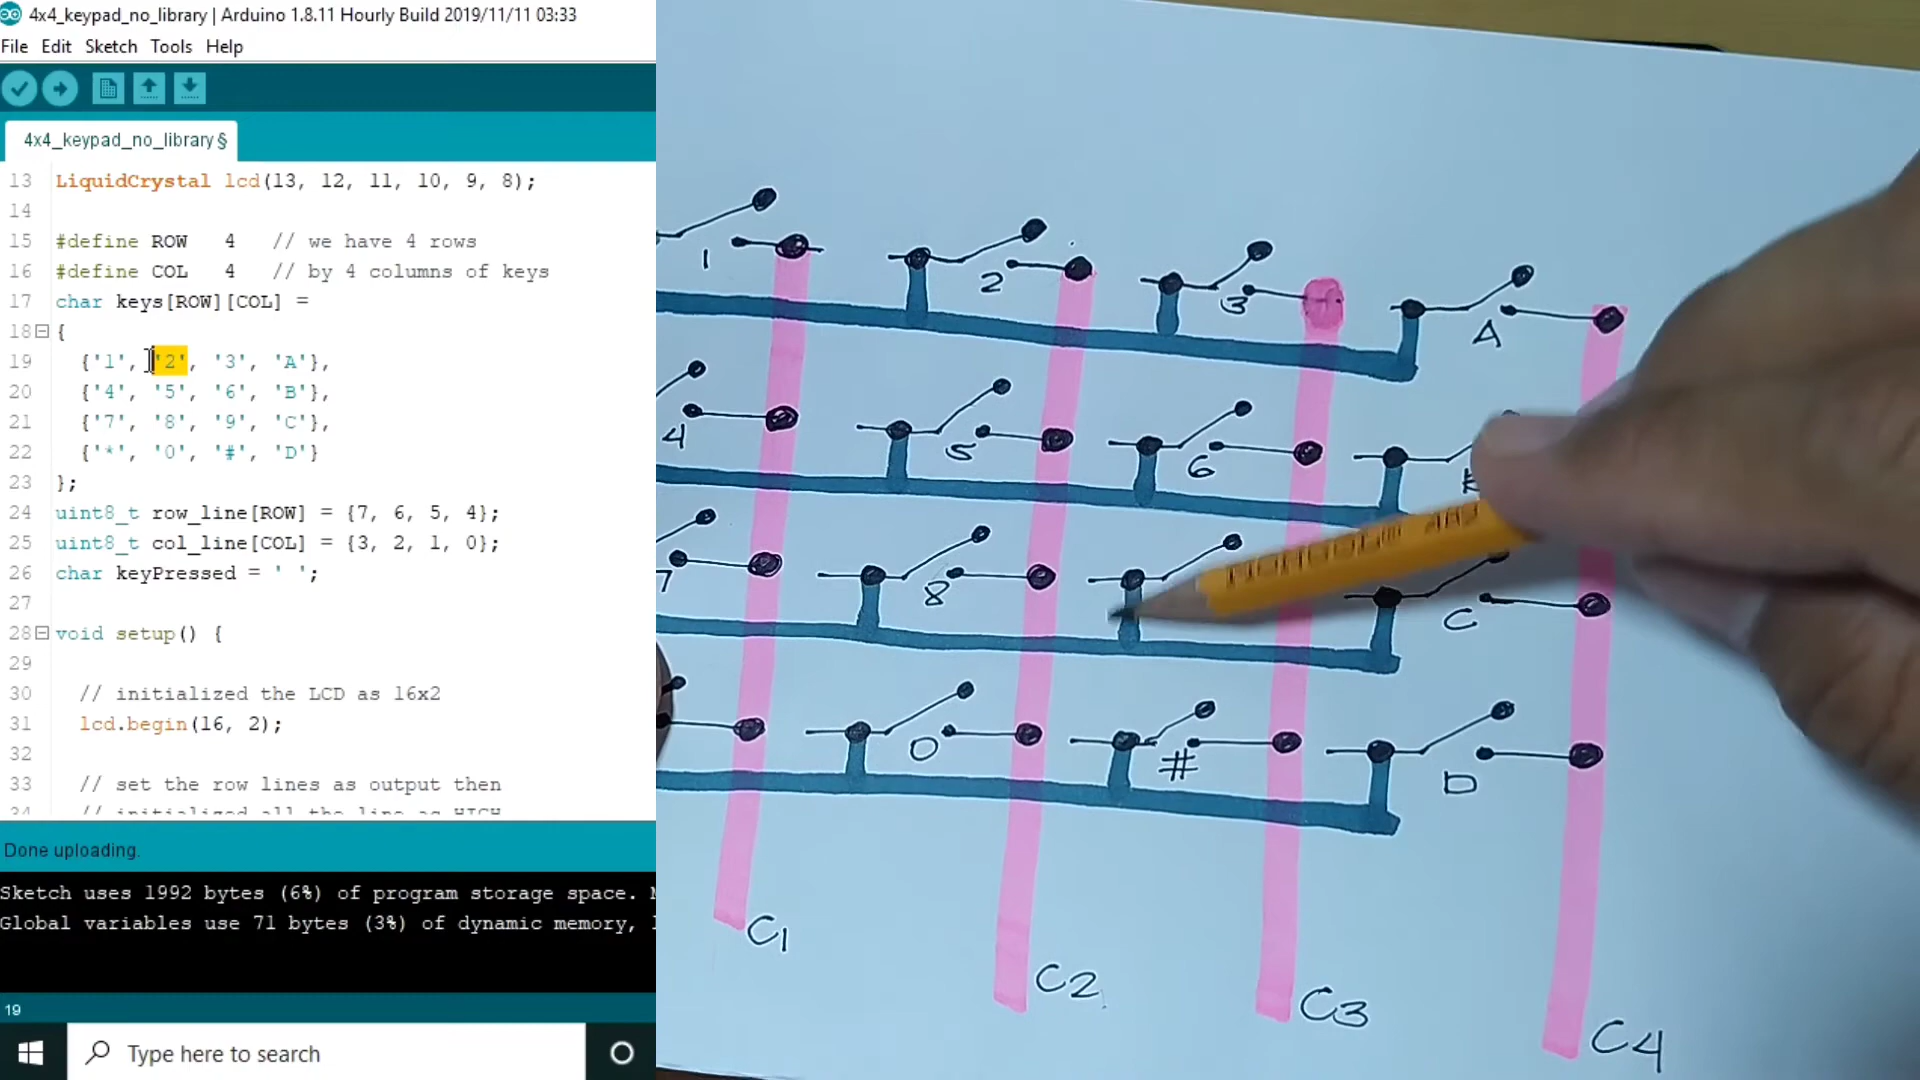 4x4_keypad_no_library | Arduino 1.8.11 Hourly Build 2019/11/11 03:33
File Edit Sketch Tools Help
4x4_keypad_no_library §
13 LiquidCrystal lcd(13, 12, 11, 10, 9, 8);
14
15 #define ROW 4 // we have 4 rows
16 #define COL 4 // by 4 columns of keys
17 char keys[ROW][COL] =
18 {
19 {'1', '2', '3', 'A'},
20 {'4', '5', '6', 'B'},
21 {'7', '8', '9', 'C'},
22 {'*', '0', '#', 'D'}
23 };
24 uint8_t row_line[ROW] = {7, 6, 5, 4};
25 uint8_t col_line[COL] = {3, 2, 1, 0};
26 char keyPressed = ' ';
27
28 void setup() {
29
30 // initialized the LCD as 16x2
31 lcd.begin(16, 2);
32
33 // set the row lines as output then
34 // initialized all the line as HIGH
Done uploading.
Sketch uses 1992 bytes (6%) of program storage space.
Global variables use 71 bytes (3%) of dynamic memory,
19
Type here to search
1 2 3 A
4 5 6
7 8 C
0 # D
C1 C2 C3 C4